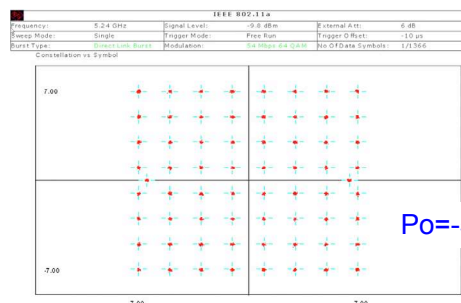 IEEE 802.11a
Frequency: 5.24 GHz Signal Level: -9.8 dBm External Att: 6 dB
Sweep Mode: Single Trigger Mode: Free Run Trigger Offset: -10 µs
Burst Type: Direct Link Burst Modulation: 54 Mbps 64 QAM No Of Data Symbols: 1/1366
Constellation vs Symbol
7.00
Po=-
-7.00
-7.00 7.00